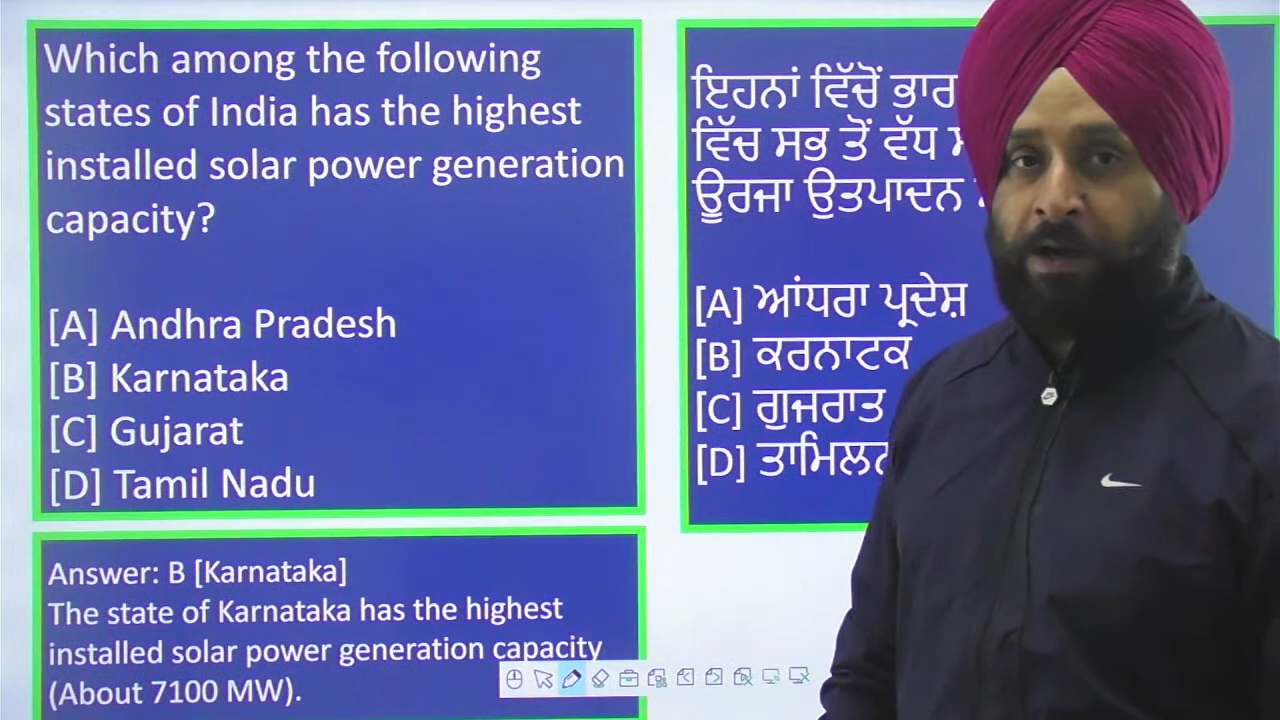 Which among the following
states of India has the highest
installed solar power generation
capacity?
[A] Andhra Pradesh
[B] Karnataka
[C] Gujarat
[D] Tamil Nadu
Answer: B [Karnataka]
The state of Karnataka has the highest
installed solar power generation capacity
(About 7100 MW).
ਇਹਨਾਂ ਵਿੱਚੋਂ
ਵਿੱਚ ਸਭ ਤੋਂ ਵੱਧ
ਊਰਜਾ ਉਤਪਾਦਨ
[A] ਆਂਧਰਾ ਪ੍ਰਦੇਸ਼
[B] ਕਰਨਾਟਕ
[C] ਗੁਜਰਾਤ
[D]